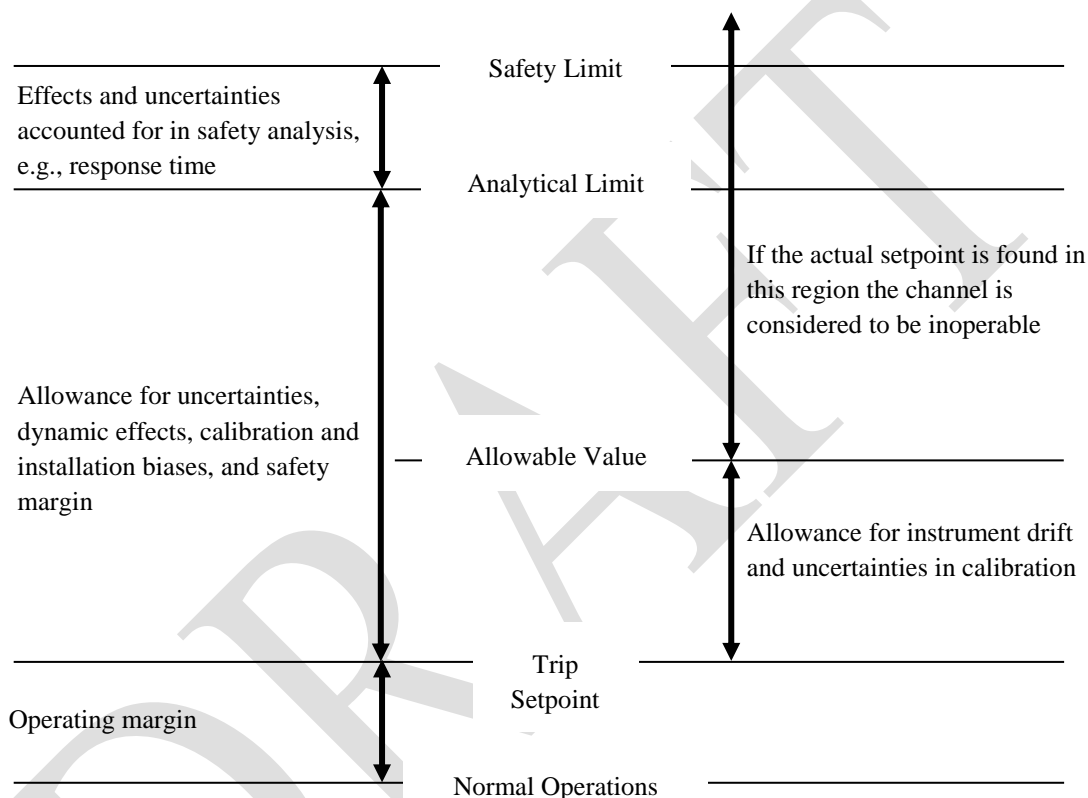 Safety Limit
Effects and uncertainties
accounted for in safety analysis,
e.g., response time
Analytical Limit
If the actual setpoint is found in
this region the channel is
considered to be inoperable
Allowance for uncertainties,
dynamic effects, calibration and
installation biases, and safety
margin
Allowable Value
Allowance for instrument drift
and uncertainties in calibration
Trip
Setpoint
Operating margin
Normal Operations
DRAFT